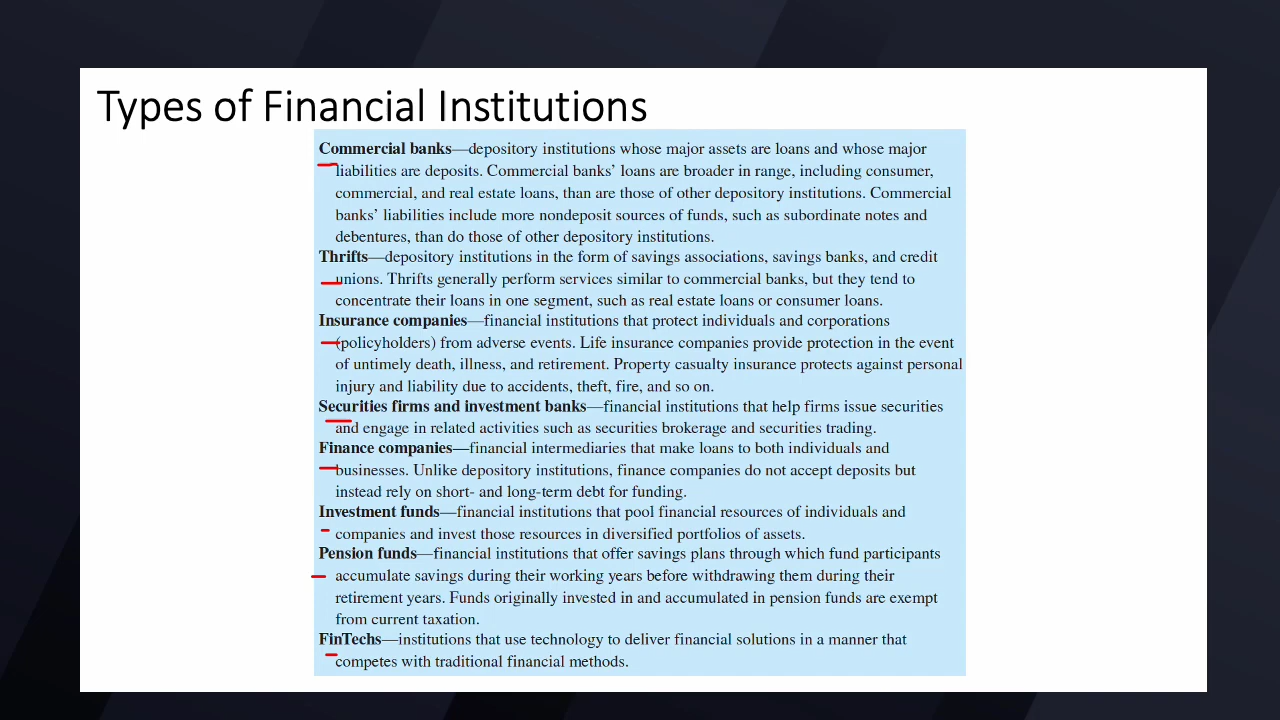 Types of Financial Institutions
Commercial banks—depository institutions whose major assets are loans and whose major
liabilities are deposits. Commercial banks’ loans are broader in range, including consumer,
commercial, and real estate loans, than are those of other depository institutions. Commercial
banks’ liabilities include more nondeposit sources of funds, such as subordinate notes and
debentures, than do those of other depository institutions.
Thrifts—depository institutions in the form of savings associations, savings banks, and credit
unions. Thrifts generally perform services similar to commercial banks, but they tend to
concentrate their loans in one segment, such as real estate loans or consumer loans.
Insurance companies—financial institutions that protect individuals and corporations
(policyholders) from adverse events. Life insurance companies provide protection in the event
of untimely death, illness, and retirement. Property casualty insurance protects against personal
injury and liability due to accidents, theft, fire, and so on.
Securities firms and investment banks—financial institutions that help firms issue securities
and engage in related activities such as securities brokerage and securities trading.
Finance companies—financial intermediaries that make loans to both individuals and
businesses. Unlike depository institutions, finance companies do not accept deposits but
instead rely on short- and long-term debt for funding.
Investment funds—financial institutions that pool financial resources of individuals and
companies and invest those resources in diversified portfolios of assets.
Pension funds—financial institutions that offer savings plans through which fund participants
accumulate savings during their working years before withdrawing them during their
retirement years. Funds originally invested in and accumulated in pension funds are exempt
from current taxation.
FinTechs—institutions that use technology to deliver financial solutions in a manner that
competes with traditional financial methods.